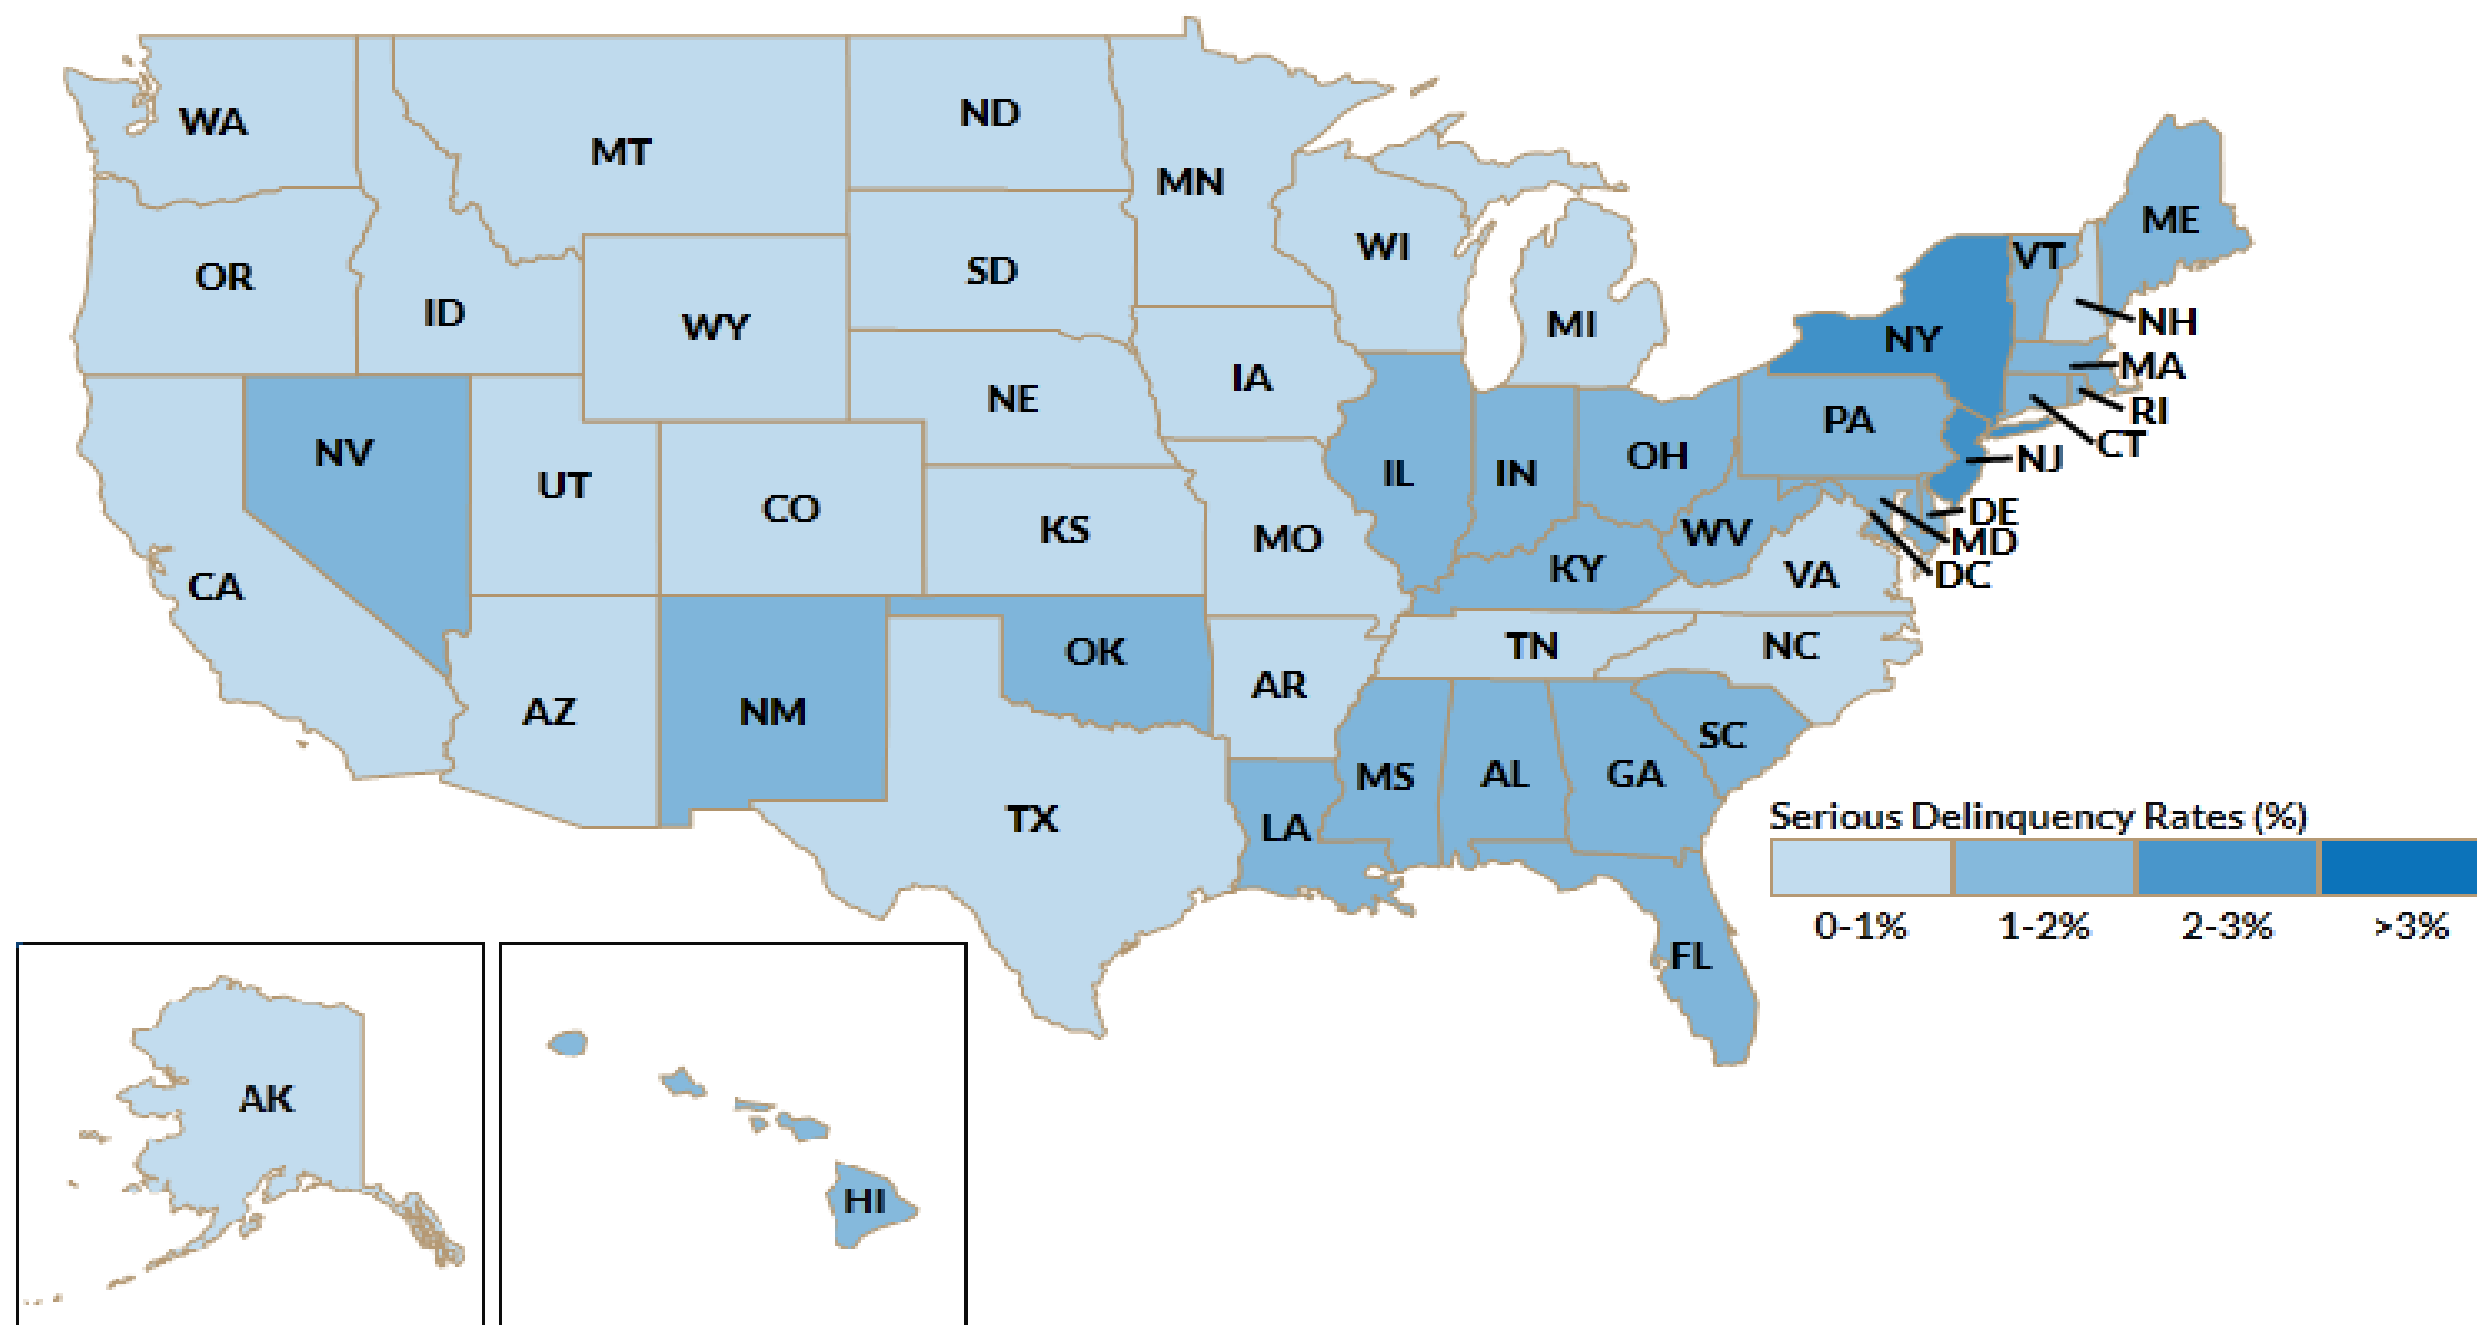 WA
MT
ND
MN
OR
ID
WY
SD
WI
MI
ME
VT
NH
NY
MA
RI
CT
NJ
PA
NE
IA
NV
UT
CO
KS
MO
IL
IN
OH
WV
KY
VA
DE
MD
DC
CA
AZ
NM
OK
AR
TN
NC
SC
TX
LA
MS
AL
GA
FL
Serious Delinquency Rates (%)
0-1% 1-2% 2-3% >3%
AK
HI